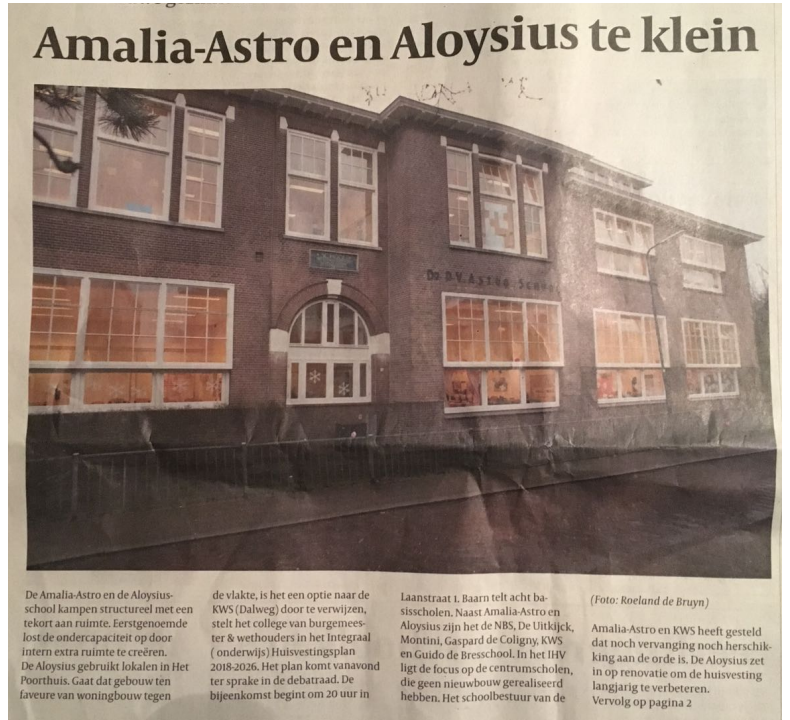 Amalia-Astro en Aloysius te klein
De Amalia-Astro en de Aloysius-
school kampen structureel met een
tekort aan ruimte. Eerstgenoemde
lost de ondercapaciteit op door
intern extra ruimte te creëren.
De Aloysius gebruikt lokalen in Het
Poorthuis. Gaat dat gebouw ten
faveure van woningbouw tegen
de vlakte, is het een optie naar de
KWS (Dalweg) door te verwijzen,
stelt het college van burgemees-
ter & wethouders in het Integraal
(onderwijs) Huisvestingsplan
2018-2026. Het plan komt vanavond
ter sprake in de debatraad. De
bijeenkomst begint om 20 uur in
Laanstraat 1. Baarn telt acht ba-
sisscholen. Naast Amalia-Astro en
Aloysius zijn het de NBS, De Uitkijck,
Montini, Gaspard de Coligny, KWS
en Guido de Bresschool. In het IHV
ligt de focus op de centrumscholen,
die geen nieuwbouw gerealiseerd
hebben. Het schoolbestuur van de
(Foto: Roeland de Bruyn)
Amalia-Astro en KWS heeft gesteld
dat noch vervanging noch herschik-
king aan de orde is. De Aloysius zet
in op renovatie om de huisvesting
langjarig te verbeteren.
Vervolg op pagina 2